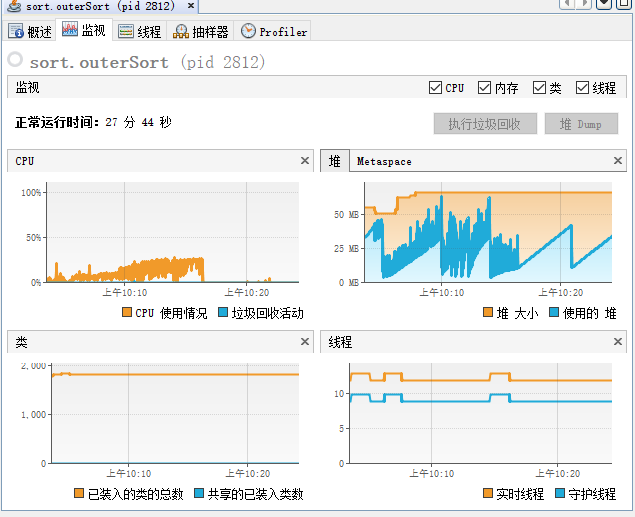 sort.outerSort (pid 2812)
概述 监视 线程 抽样器 Profiler
sort.outerSort (pid 2812)
监视 CPU 内存 类 线程
正常运行时间: 27 分 44 秒 执行垃圾回收 堆 Dump
CPU
100%
50%
0%
上午10:10 上午10:20
CPU 使用情况 垃圾回收活动
堆 Metaspace
50 MB
25 MB
0 MB
上午10:10 上午10:20
堆 大小 使用的 堆
类
2,000
1,000
0
上午10:10 上午10:20
已装入的类的总数 共享的已装入类数
线程
10
5
0
上午10:10 上午10:20
实时线程 守护线程